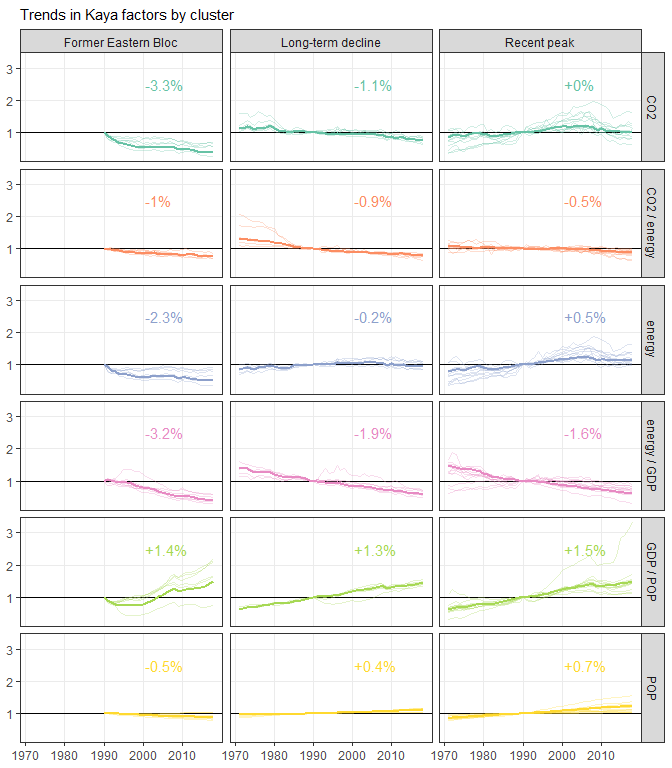 Trends in Kaya factors by cluster
Former Eastern Bloc
Long-term decline
Recent peak
3
2
1
-3.3%
-1.1%
+0%
CO2
3
2
1
-1%
-0.9%
-0.5%
CO2 / energy
3
2
1
-2.3%
-0.2%
+0.5%
energy
3
2
1
-3.2%
-1.9%
-1.6%
energy / GDP
3
2
1
+1.4%
+1.3%
+1.5%
GDP / POP
3
2
1
-0.5%
+0.4%
+0.7%
POP
1970 1980 1990 2000 2010
1970 1980 1990 2000 2010
1970 1980 1990 2000 2010